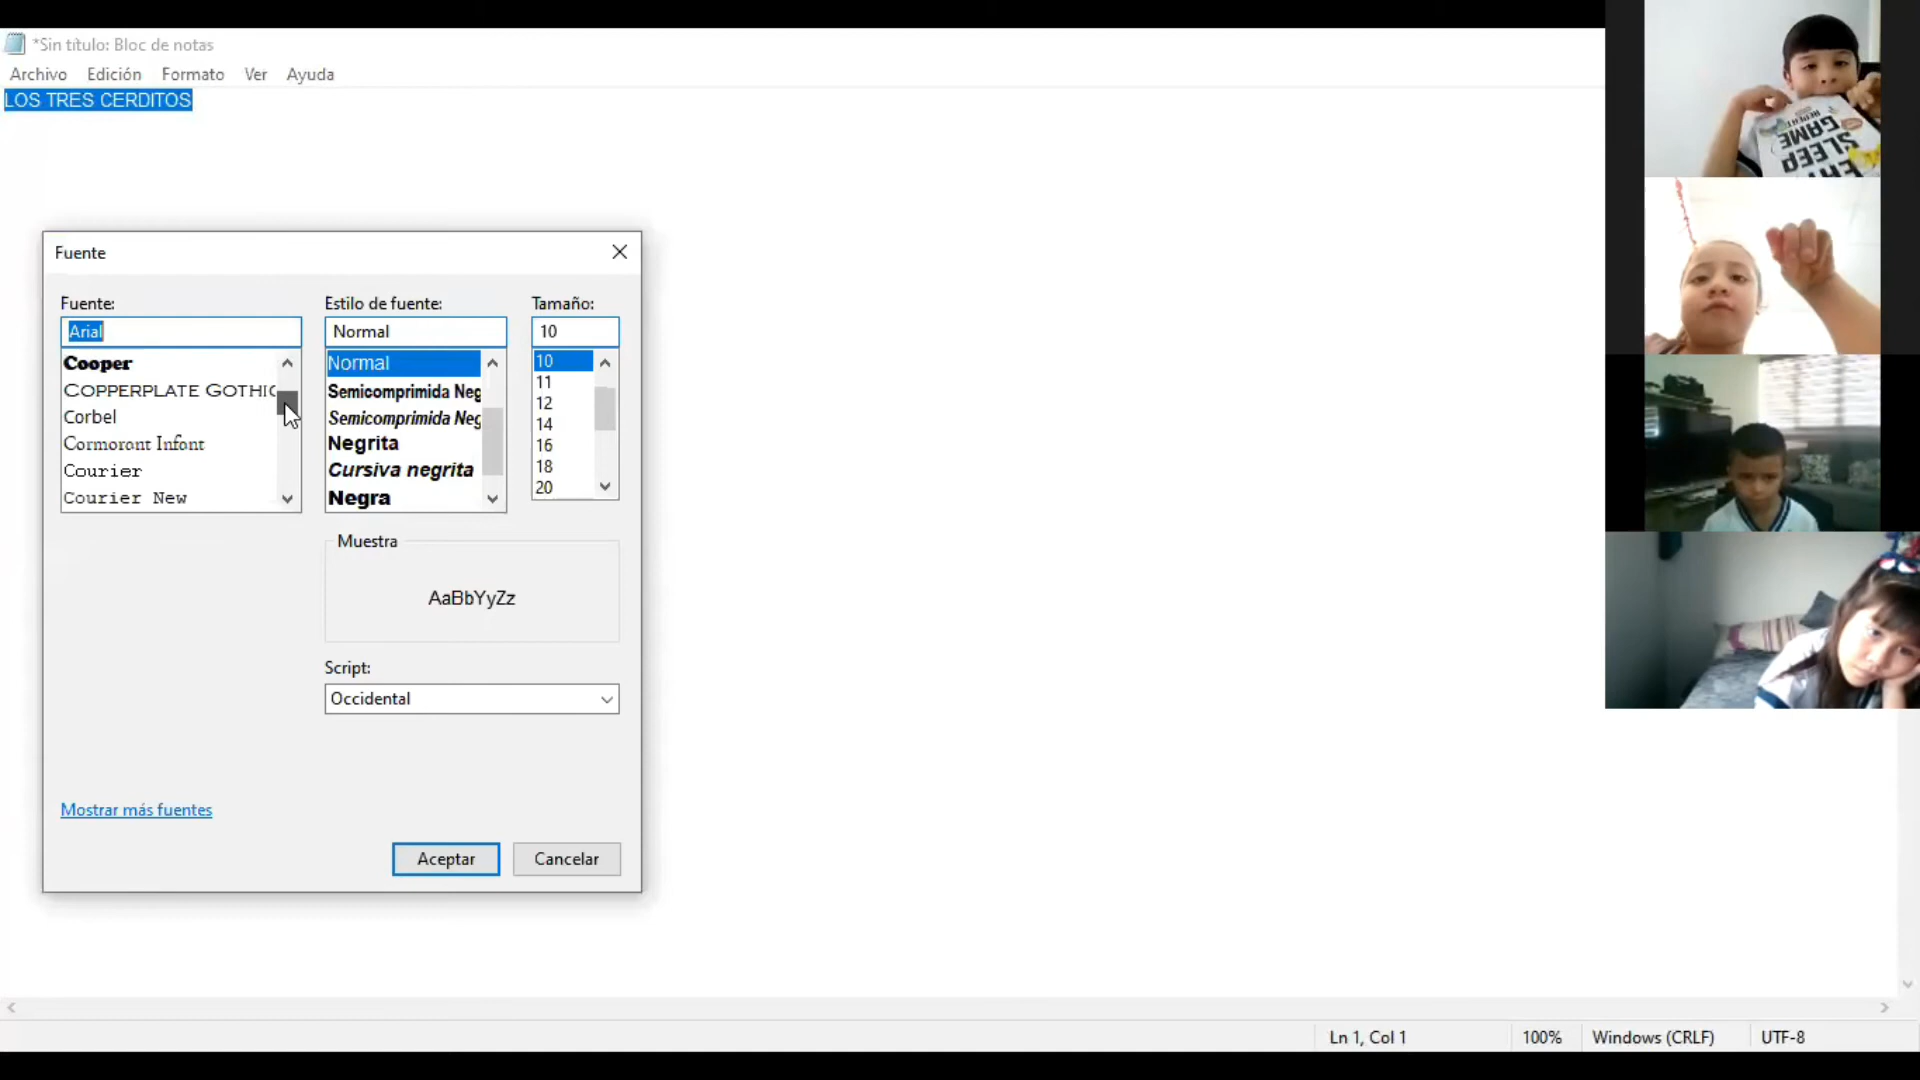 *Sin título: Bloc de notas
Archivo Edición Formato Ver Ayuda
LOS TRES CERDITOS
Fuente
Fuente: Estilo de fuente: Tamaño:
Arial Normal 10
Cooper Normal 10
COPPERPLATE GOTHIC Semicomprimida Neg 11
Corbel Semicomprimida Neg 12
Cormorant Infant Negrita 14
Courier Cursiva negrita 16
Courier New Negra 18
20
Muestra
AaBbYyZz
Script:
Occidental
Mostrar más fuentes
Aceptar Cancelar
GAME
SLEEP
Ln 1, Col 1 100% Windows (CRLF) UTF-8